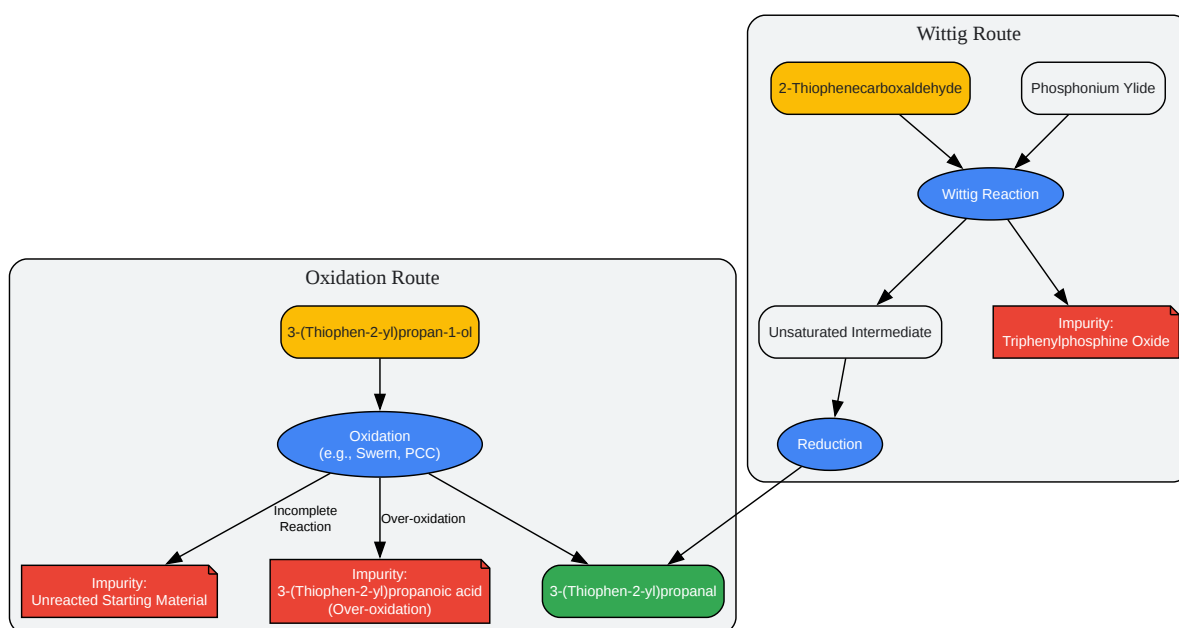 Wittig Route
2-Thiophenecarboxaldehyde
Phosphonium Ylide
Wittig Reaction
Unsaturated Intermediate
Impurity:
Triphenylphosphine Oxide
Reduction
Oxidation Route
3-(Thiophen-2-yl)propan-1-ol
Oxidation
(e.g., Swern, PCC)
Incomplete
Reaction
Over-oxidation
Impurity:
Unreacted Starting Material
Impurity:
3-(Thiophen-2-yl)propanoic acid
(Over-oxidation)
3-(Thiophen-2-yl)propanal